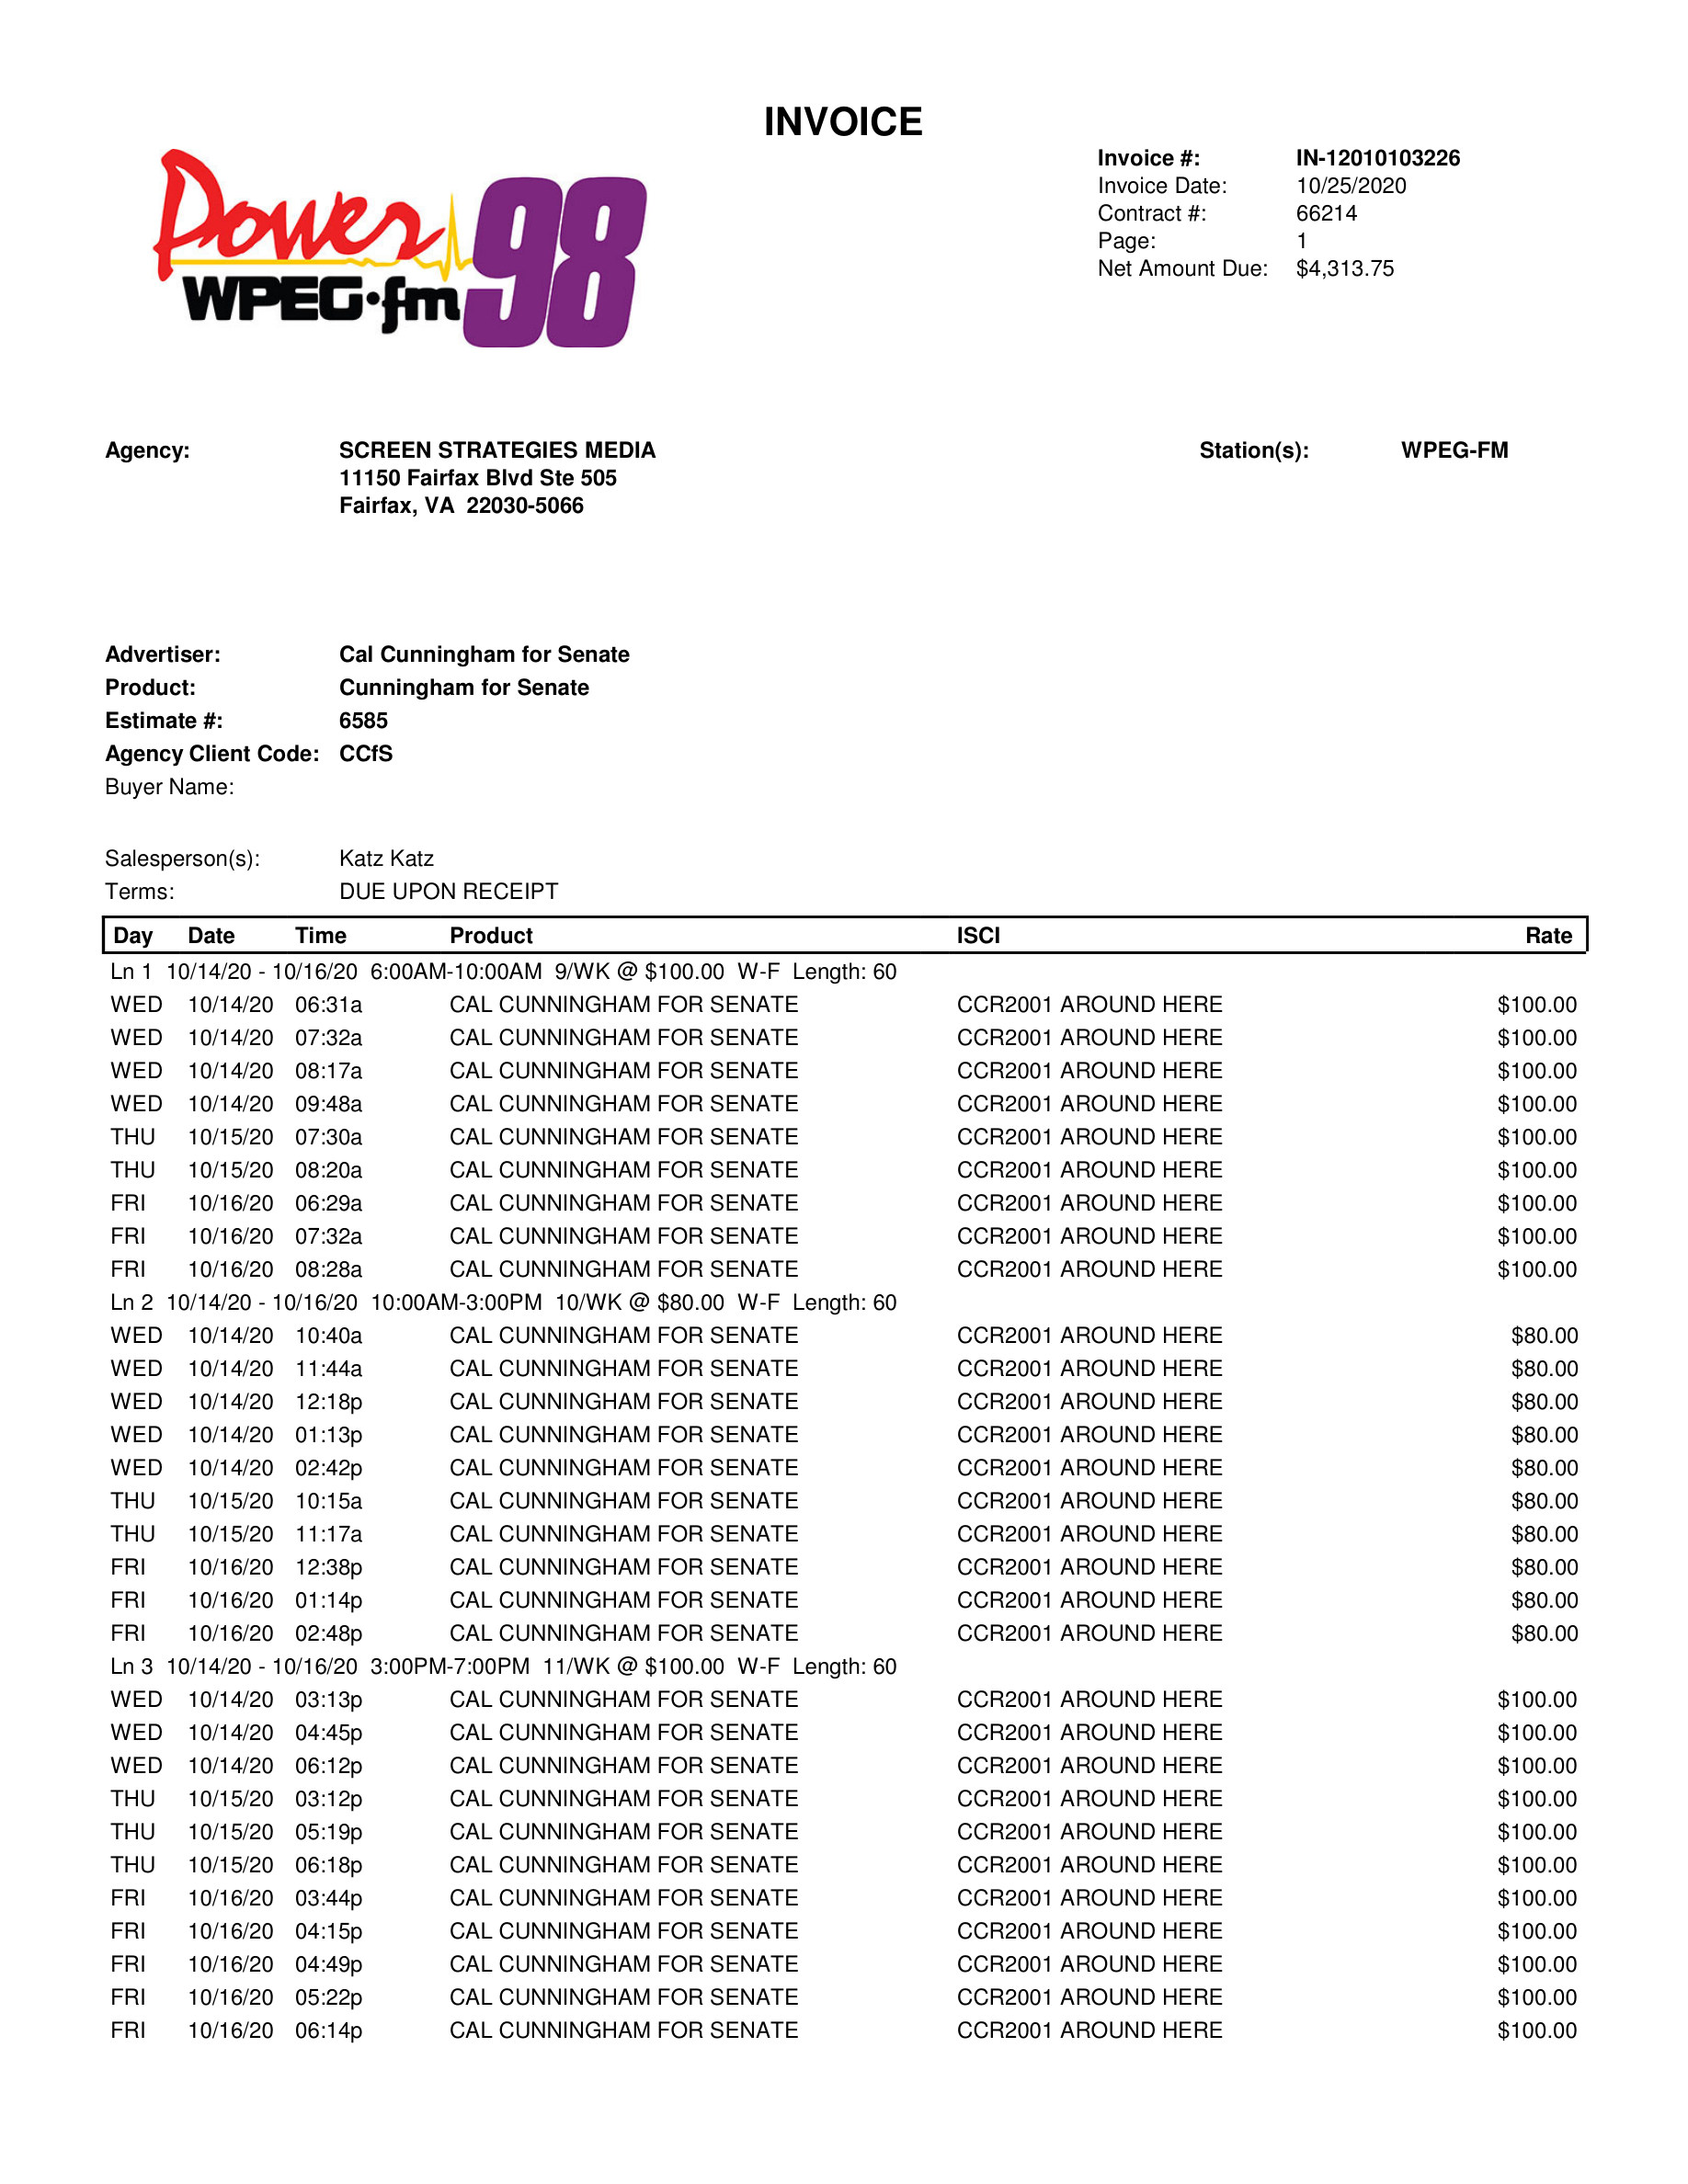 INVOICE
Power 98
WPEG•fm
Invoice #: IN-12010103226
Invoice Date: 10/25/2020
Contract #: 66214
Page: 1
Net Amount Due: $4,313.75
Agency: SCREEN STRATEGIES MEDIA
11150 Fairfax Blvd Ste 505
Fairfax, VA 22030-5066
Station(s): WPEG-FM
Advertiser: Cal Cunningham for Senate
Product: Cunningham for Senate
Estimate #: 6585
Agency Client Code: CCfS
Buyer Name:
Salesperson(s): Katz Katz
Terms: DUE UPON RECEIPT
Day Date Time Product ISCI Rate
Ln 1 10/14/20 - 10/16/20 6:00AM-10:00AM 9/WK @ $100.00 W-F Length: 60
WED 10/14/20 06:31a CAL CUNNINGHAM FOR SENATE CCR2001 AROUND HERE $100.00
WED 10/14/20 07:32a CAL CUNNINGHAM FOR SENATE CCR2001 AROUND HERE $100.00
WED 10/14/20 08:17a CAL CUNNINGHAM FOR SENATE CCR2001 AROUND HERE $100.00
WED 10/14/20 09:48a CAL CUNNINGHAM FOR SENATE CCR2001 AROUND HERE $100.00
THU 10/15/20 07:30a CAL CUNNINGHAM FOR SENATE CCR2001 AROUND HERE $100.00
THU 10/15/20 08:20a CAL CUNNINGHAM FOR SENATE CCR2001 AROUND HERE $100.00
FRI 10/16/20 06:29a CAL CUNNINGHAM FOR SENATE CCR2001 AROUND HERE $100.00
FRI 10/16/20 07:32a CAL CUNNINGHAM FOR SENATE CCR2001 AROUND HERE $100.00
FRI 10/16/20 08:28a CAL CUNNINGHAM FOR SENATE CCR2001 AROUND HERE $100.00
Ln 2 10/14/20 - 10/16/20 10:00AM-3:00PM 10/WK @ $80.00 W-F Length: 60
WED 10/14/20 10:40a CAL CUNNINGHAM FOR SENATE CCR2001 AROUND HERE $80.00
WED 10/14/20 11:44a CAL CUNNINGHAM FOR SENATE CCR2001 AROUND HERE $80.00
WED 10/14/20 12:18p CAL CUNNINGHAM FOR SENATE CCR2001 AROUND HERE $80.00
WED 10/14/20 01:13p CAL CUNNINGHAM FOR SENATE CCR2001 AROUND HERE $80.00
WED 10/14/20 02:42p CAL CUNNINGHAM FOR SENATE CCR2001 AROUND HERE $80.00
THU 10/15/20 10:15a CAL CUNNINGHAM FOR SENATE CCR2001 AROUND HERE $80.00
THU 10/15/20 11:17a CAL CUNNINGHAM FOR SENATE CCR2001 AROUND HERE $80.00
FRI 10/16/20 12:38p CAL CUNNINGHAM FOR SENATE CCR2001 AROUND HERE $80.00
FRI 10/16/20 01:14p CAL CUNNINGHAM FOR SENATE CCR2001 AROUND HERE $80.00
FRI 10/16/20 02:48p CAL CUNNINGHAM FOR SENATE CCR2001 AROUND HERE $80.00
Ln 3 10/14/20 - 10/16/20 3:00PM-7:00PM 11/WK @ $100.00 W-F Length: 60
WED 10/14/20 03:13p CAL CUNNINGHAM FOR SENATE CCR2001 AROUND HERE $100.00
WED 10/14/20 04:45p CAL CUNNINGHAM FOR SENATE CCR2001 AROUND HERE $100.00
WED 10/14/20 06:12p CAL CUNNINGHAM FOR SENATE CCR2001 AROUND HERE $100.00
THU 10/15/20 03:12p CAL CUNNINGHAM FOR SENATE CCR2001 AROUND HERE $100.00
THU 10/15/20 05:19p CAL CUNNINGHAM FOR SENATE CCR2001 AROUND HERE $100.00
THU 10/15/20 06:18p CAL CUNNINGHAM FOR SENATE CCR2001 AROUND HERE $100.00
FRI 10/16/20 03:44p CAL CUNNINGHAM FOR SENATE CCR2001 AROUND HERE $100.00
FRI 10/16/20 04:15p CAL CUNNINGHAM FOR SENATE CCR2001 AROUND HERE $100.00
FRI 10/16/20 04:49p CAL CUNNINGHAM FOR SENATE CCR2001 AROUND HERE $100.00
FRI 10/16/20 05:22p CAL CUNNINGHAM FOR SENATE CCR2001 AROUND HERE $100.00
FRI 10/16/20 06:14p CAL CUNNINGHAM FOR SENATE CCR2001 AROUND HERE $100.00